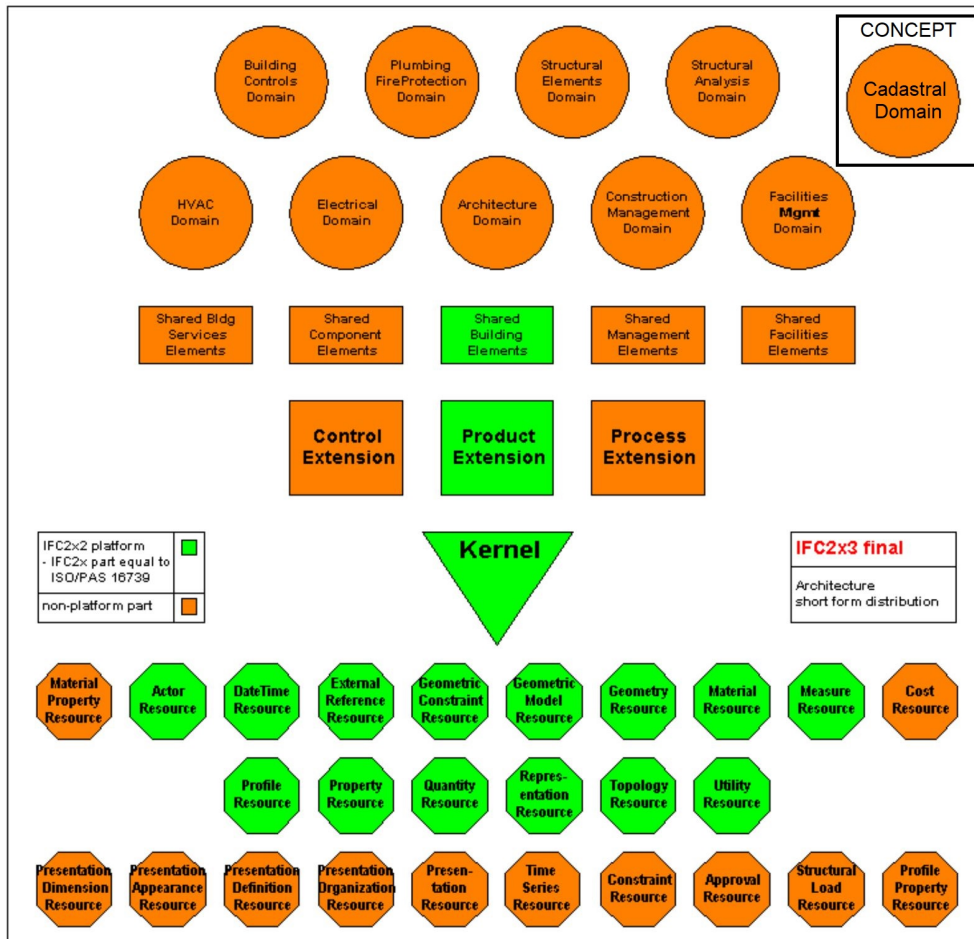 CONCEPT
Cadastral
Domain
Building
Controls
Domain
Plumbing
FireProtection
Domain
Structural
Elements
Domain
Structural
Analysis
Domain
HVAC
Domain
Electrical
Domain
Architecture
Domain
Construction
Management
Domain
Facilities
Mgmt
Domain
Shared Bldg
Services
Elements
Shared
Component
Elements
Shared
Building
Elements
Shared
Management
Elements
Shared
Facilities
Elements
Control
Extension
Product
Extension
Process
Extension
Kernel
IFC2x2 platform
- IFC2x part equal to
ISO/PAS 16739
non-platform part
IFC2x3 final
Architecture
short form distribution
Material
Property
Resource
Actor
Resource
DateTime
Resource
External
Reference
Resource
Geometric
Constraint
Resource
Geometric
Model
Resource
Geometry
Resource
Material
Resource
Measure
Resource
Cost
Resource
Profile
Resource
Property
Resource
Quantity
Resource
Repres-
entation
Resource
Topology
Resource
Utility
Resource
Presentation
Dimension
Resource
Presentation
Appearance
Resource
Presentation
Definition
Resource
Presentation
Organization
Resource
Presen-
tation
Resource
Time
Series
Resource
Constraint
Resource
Approval
Resource
Structural
Load
Resource
Profile
Property
Resource